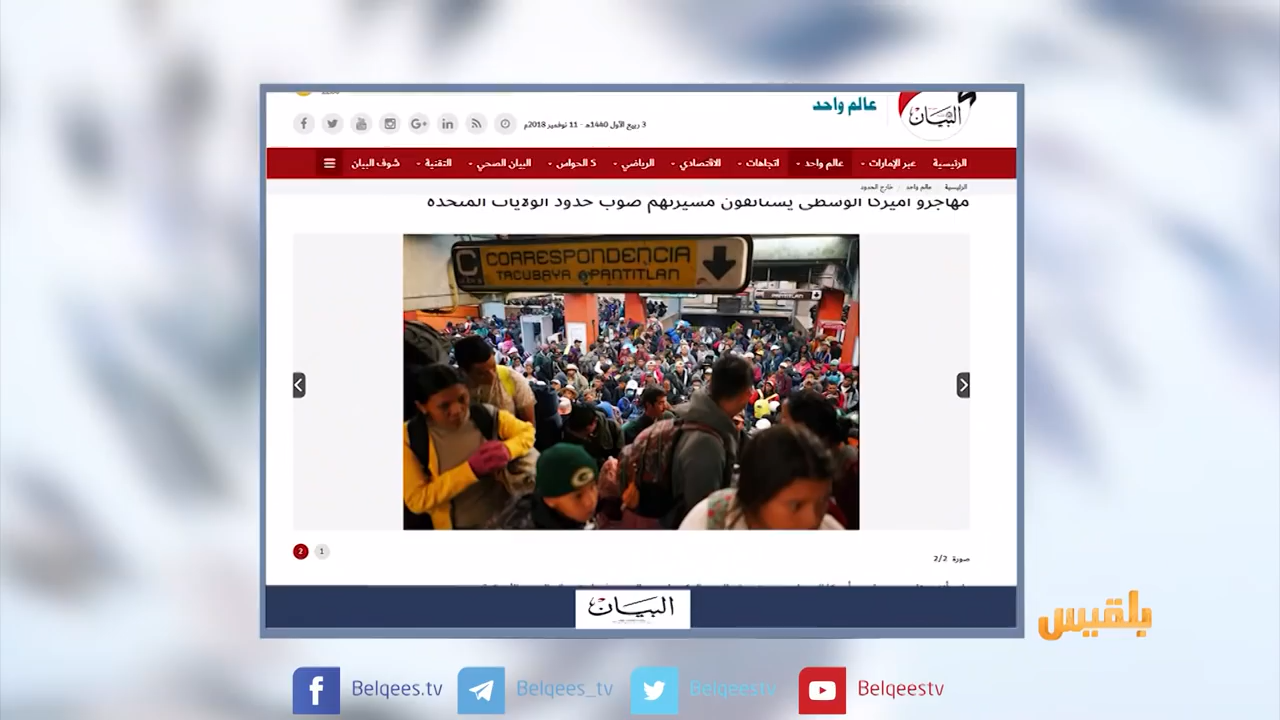 عالم واحد
البيان
3 ربيع الأول 1440هـ - 11 نوفمبر 2018م
الرئيسية عبر الإمارات عالم واحد اتجاهات الاقتصادي الرياضي 5 الحواس البيان الصحي التقنية شوف البيان
الرئيسية / عالم واحد / خارج الحدود
مهاجرو أميركا الوسطى يستأنفون مسيرتهم صوب حدود الولايات المتحدة
C CORRESPONDENCIA
TACUBAYA PANTITLAN
PANTITLAN
صورة 2/2
2 1
البيان
بلقيس
Belqees.tv Belqees_tv Belqeestv Belqeestv